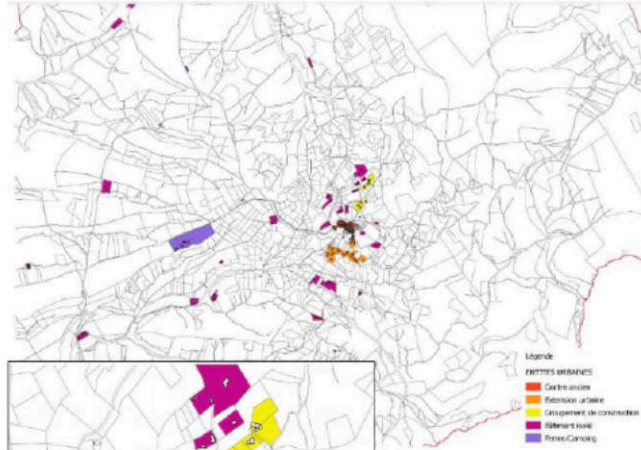 Légende
ENTITES URBAINES
Centre ancien
Extension urbaine
Groupement de construction
Bâtiment isolé
Ferme/Camping